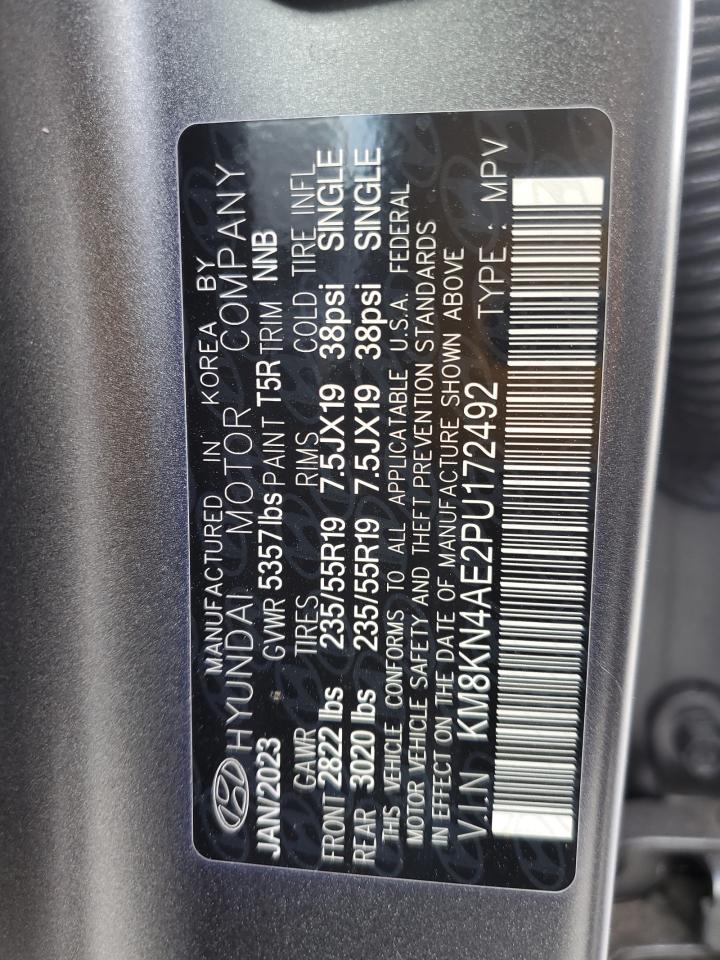 MANUFACTURED IN KOREA BY
HYUNDAI MOTOR COMPANY
JAN/2023 GVWR 5357 lbs PAINT T5R TRIM NNB
GAWR TIRES RIMS COLD TIRE INFL
FRONT 2822 lbs 235/55R19 7.5JX19 38psi SINGLE
REAR 3020 lbs 235/55R19 7.5JX19 38psi SINGLE
THIS VEHICLE CONFORMS TO ALL APPLICATABLE U.S.A. FEDERAL
MOTOR VEHICLE SAFETY AND THEFT PREVENTION STANDARDS
IN EFFECT ON THE DATE OF MANUFACTURE SHOWN ABOVE
V.I.N KM8KN4AE2PU172492 TYPE : MPV